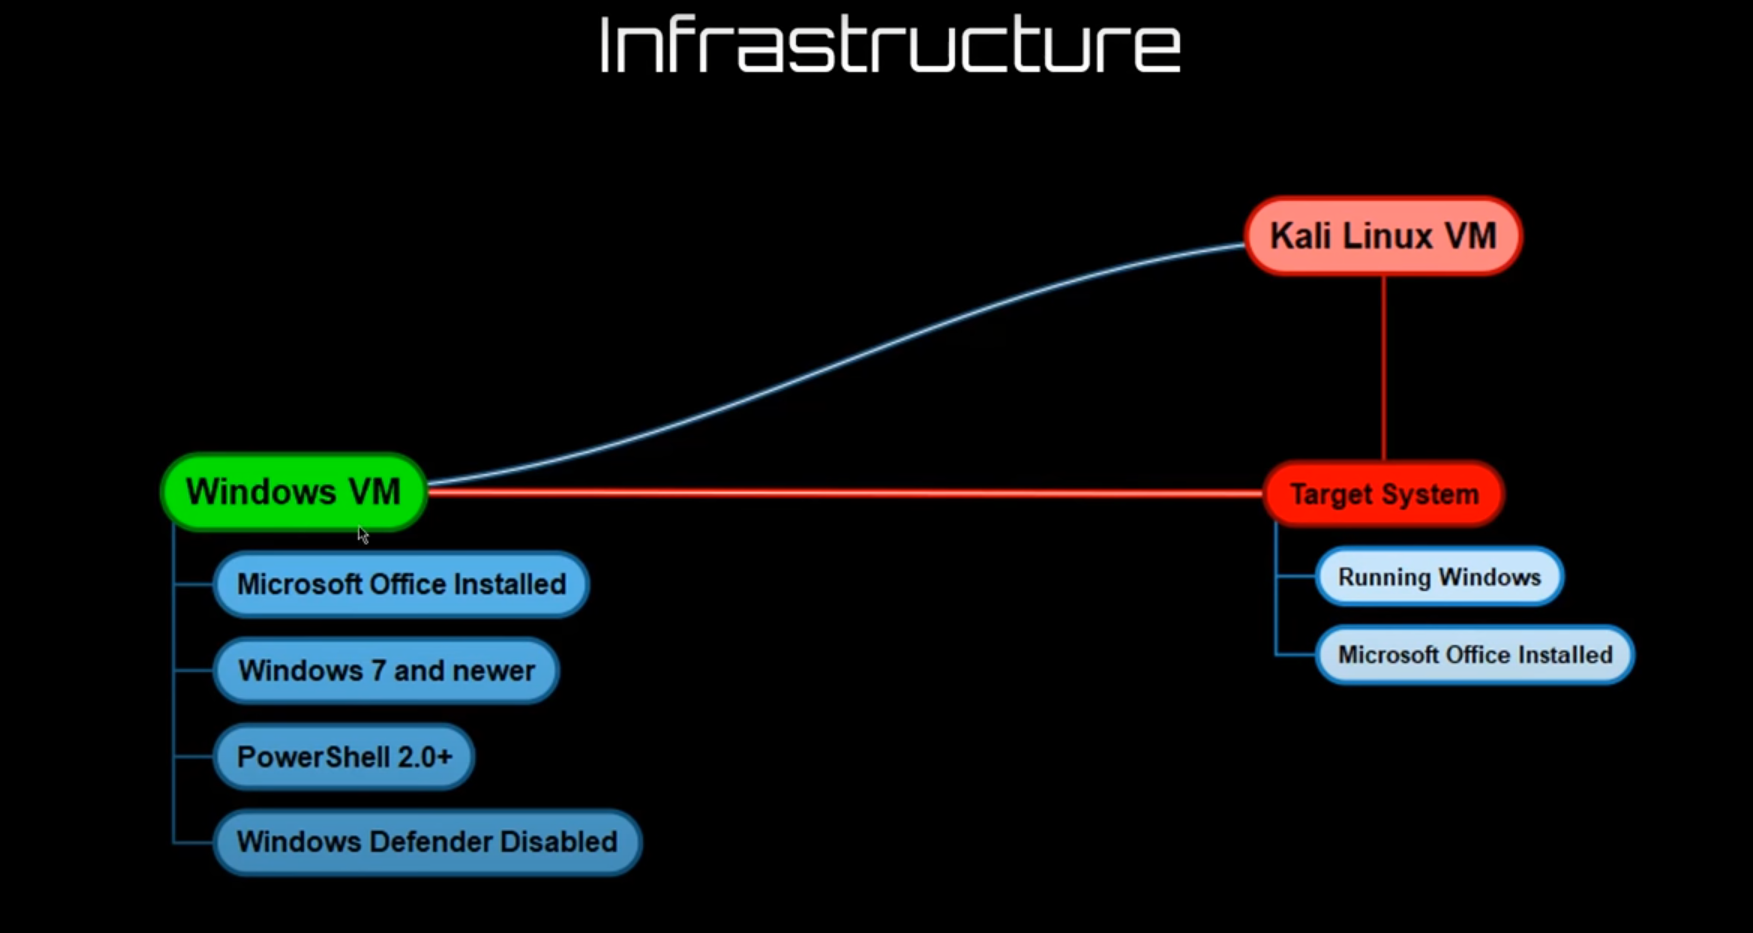 Infrastructure
Kali Linux VM
Windows VM
Target System
Microsoft Office Installed
Windows 7 and newer
PowerShell 2.0+
Windows Defender Disabled
Running Windows
Microsoft Office Installed